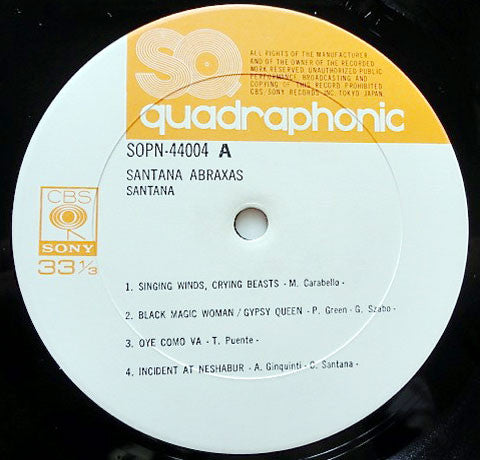 SQ
ALL RIGHTS OF THE MANUFACTURER
AND OF THE OWNER OF THE RECORDED
WORK RESERVED. UNAUTHORIZED PUBLIC
PERFORMANCE, BROADCASTING AND
COPYING OF THIS RECORD PROHIBITED.
CBS/SONY RECORDS INC. TOKYO JAPAN.
quadraphonic
SOPN-44004 A
SANTANA ABRAXAS
SANTANA
CBS
SONY
33 1/3
1. SINGING WINDS, CRYING BEASTS - M. Carabello -
2. BLACK MAGIC WOMAN / GYPSY QUEEN - P. Green - G. Szabo -
3. OYE COMO VA - T. Puente -
4. INCIDENT AT NESHABUR - A. Ginquinti - C. Santana -